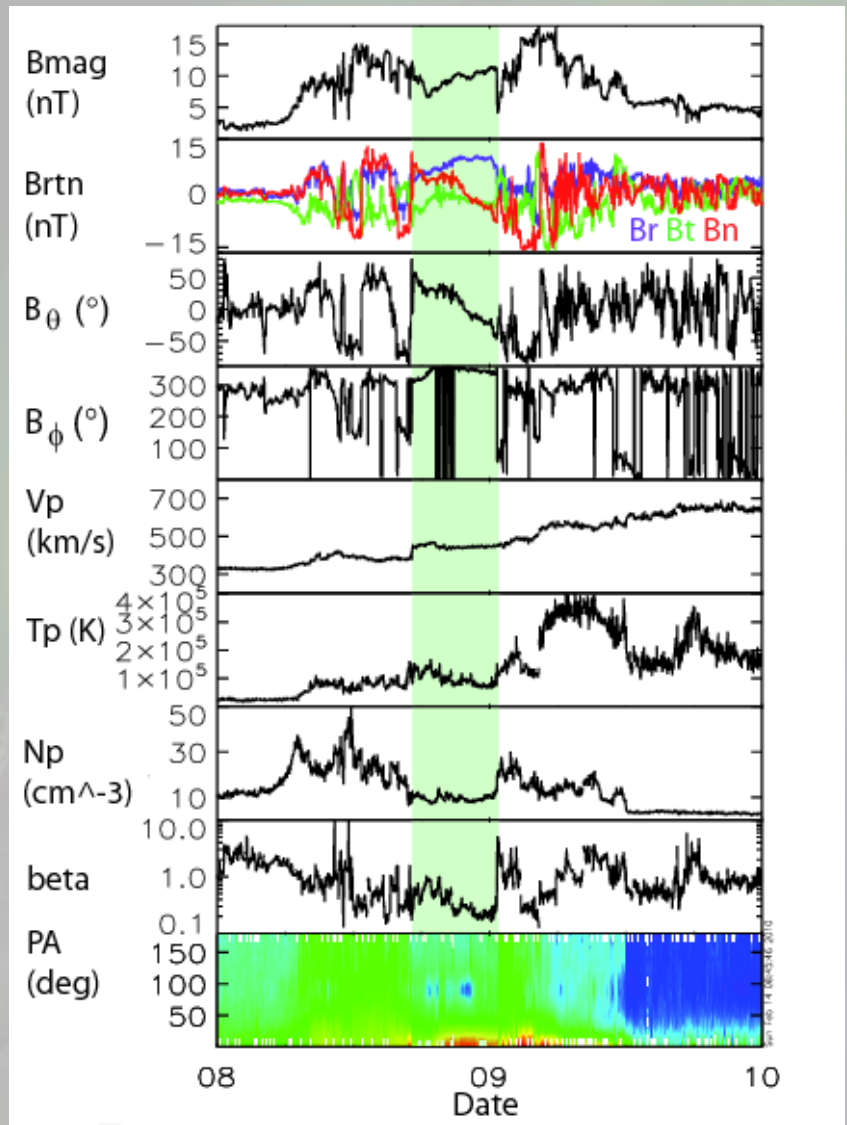 Bmag
(nT)
15
10
5
Brtn
(nT)
15
0
−15
Br Bt Bn
Bθ (°)
50
0
−50
Bϕ (°)
300
200
100
Vp
(km/s)
700
500
300
Tp (K)
4×10⁵
3×10⁵
2×10⁵
1×10⁵
Np
(cm^-3)
50
30
10
beta
10.0
1.0
0.1
PA
(deg)
150
100
50
08 09 10
Date